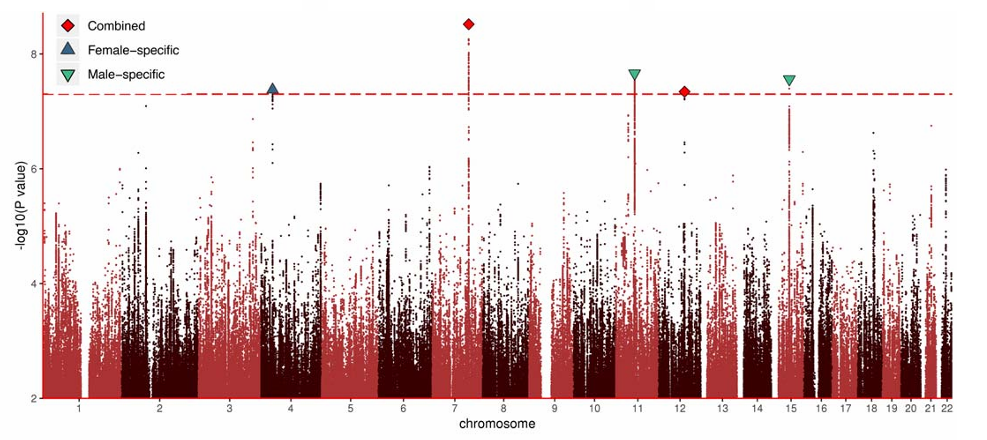 Combined
Female-specific
Male-specific
8
6
4
2
-log10(P value)
1 2 3 4 5 6 7 8 9 10 11 12 13 14 15 16 17 18 19 20 21 22
chromosome